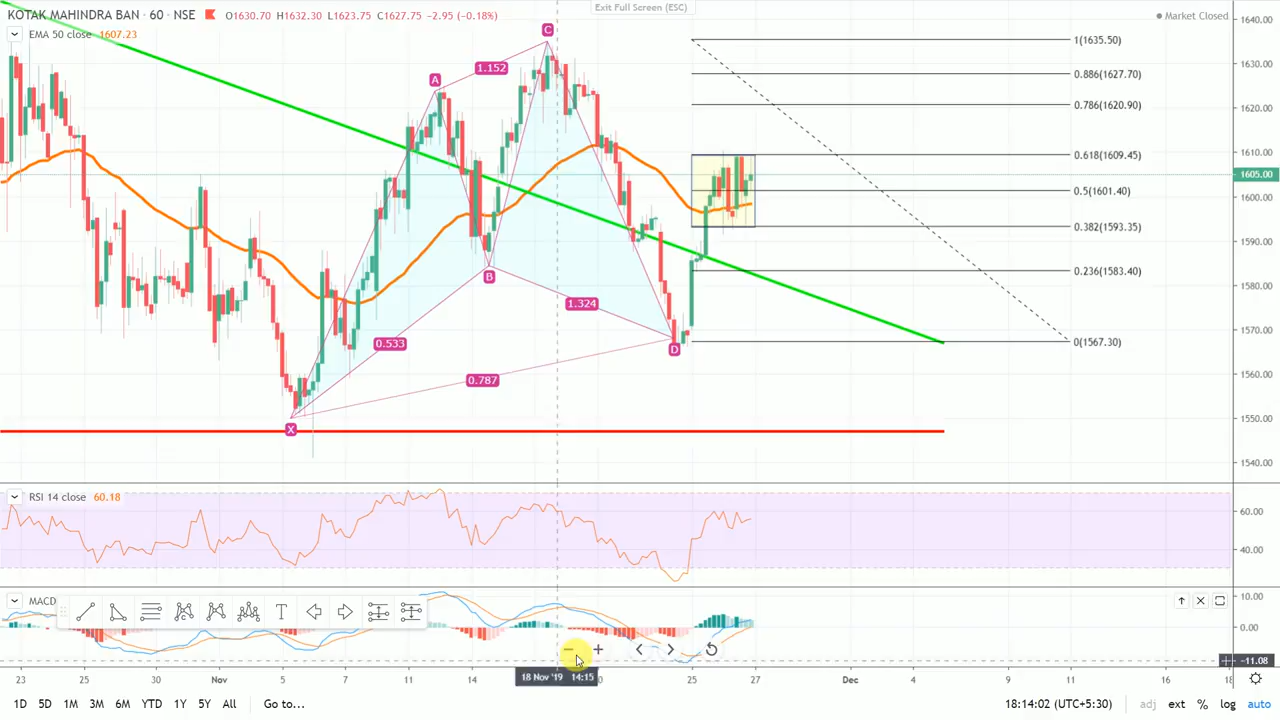 Exit Full Screen (ESC)
KOTAK MAHINDRA BAN · 60 · NSE O1630.70 H1632.30 L1623.75 C1627.75 −2.95 (−0.18%)
Market Closed
EMA 50 close 1607.23
1640.00
1630.00
1620.00
1610.00
1605.00
1600.00
1590.00
1580.00
1570.00
1560.00
1550.00
1540.00
1(1635.50)
0.886(1627.70)
0.786(1620.90)
0.618(1609.45)
0.5(1601.40)
0.382(1593.35)
0.236(1583.40)
0(1567.30)
C
1.152
A
B
1.324
0.533
D
0.787
X
RSI 14 close 60.18
60.00
40.00
MACD
10.00
0.00
−11.08
T
23 25 30 Nov 5 7 11 14 18 Nov '19 14:15 0 25 27 Dec 4 9 11 16 18
1D 5D 1M 3M 6M YTD 1Y 5Y All Go to... 18:14:02 (UTC+5:30) adj ext % log auto